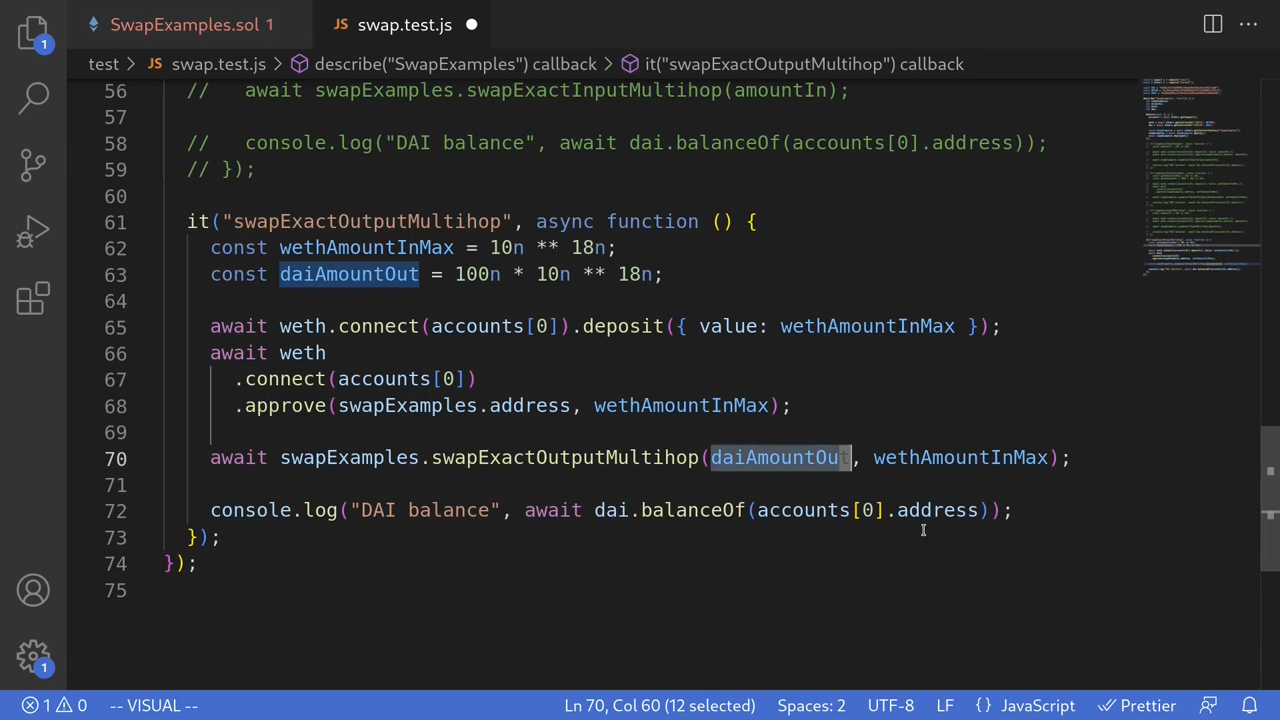 SwapExamples.sol 1
JS swap.test.js
test > JS swap.test.js > describe("SwapExamples") callback > it("swapExactOutputMultihop") callback
56 //   await swapExamples.swapExactInputMultihop(amountIn);
57
58 //   console.log("DAI balance", await dai.balanceOf(accounts[0].address));
59 // });
60
61 it("swapExactOutputMultihop" async function () {
62 const wethAmountInMax = 10n ** 18n;
63 const daiAmountOut = 100n * 10n ** 18n;
64
65 await weth.connect(accounts[0]).deposit({ value: wethAmountInMax });
66 await weth
67 .connect(accounts[0])
68 .approve(swapExamples.address, wethAmountInMax);
69
70 await swapExamples.swapExactOutputMultihop(daiAmountOut, wethAmountInMax);
71
72 console.log("DAI balance", await dai.balanceOf(accounts[0].address));
73 });
74 });
75
1
1
1 0 -- VISUAL -- Ln 70, Col 60 (12 selected) Spaces: 2 UTF-8 LF {} JavaScript Prettier